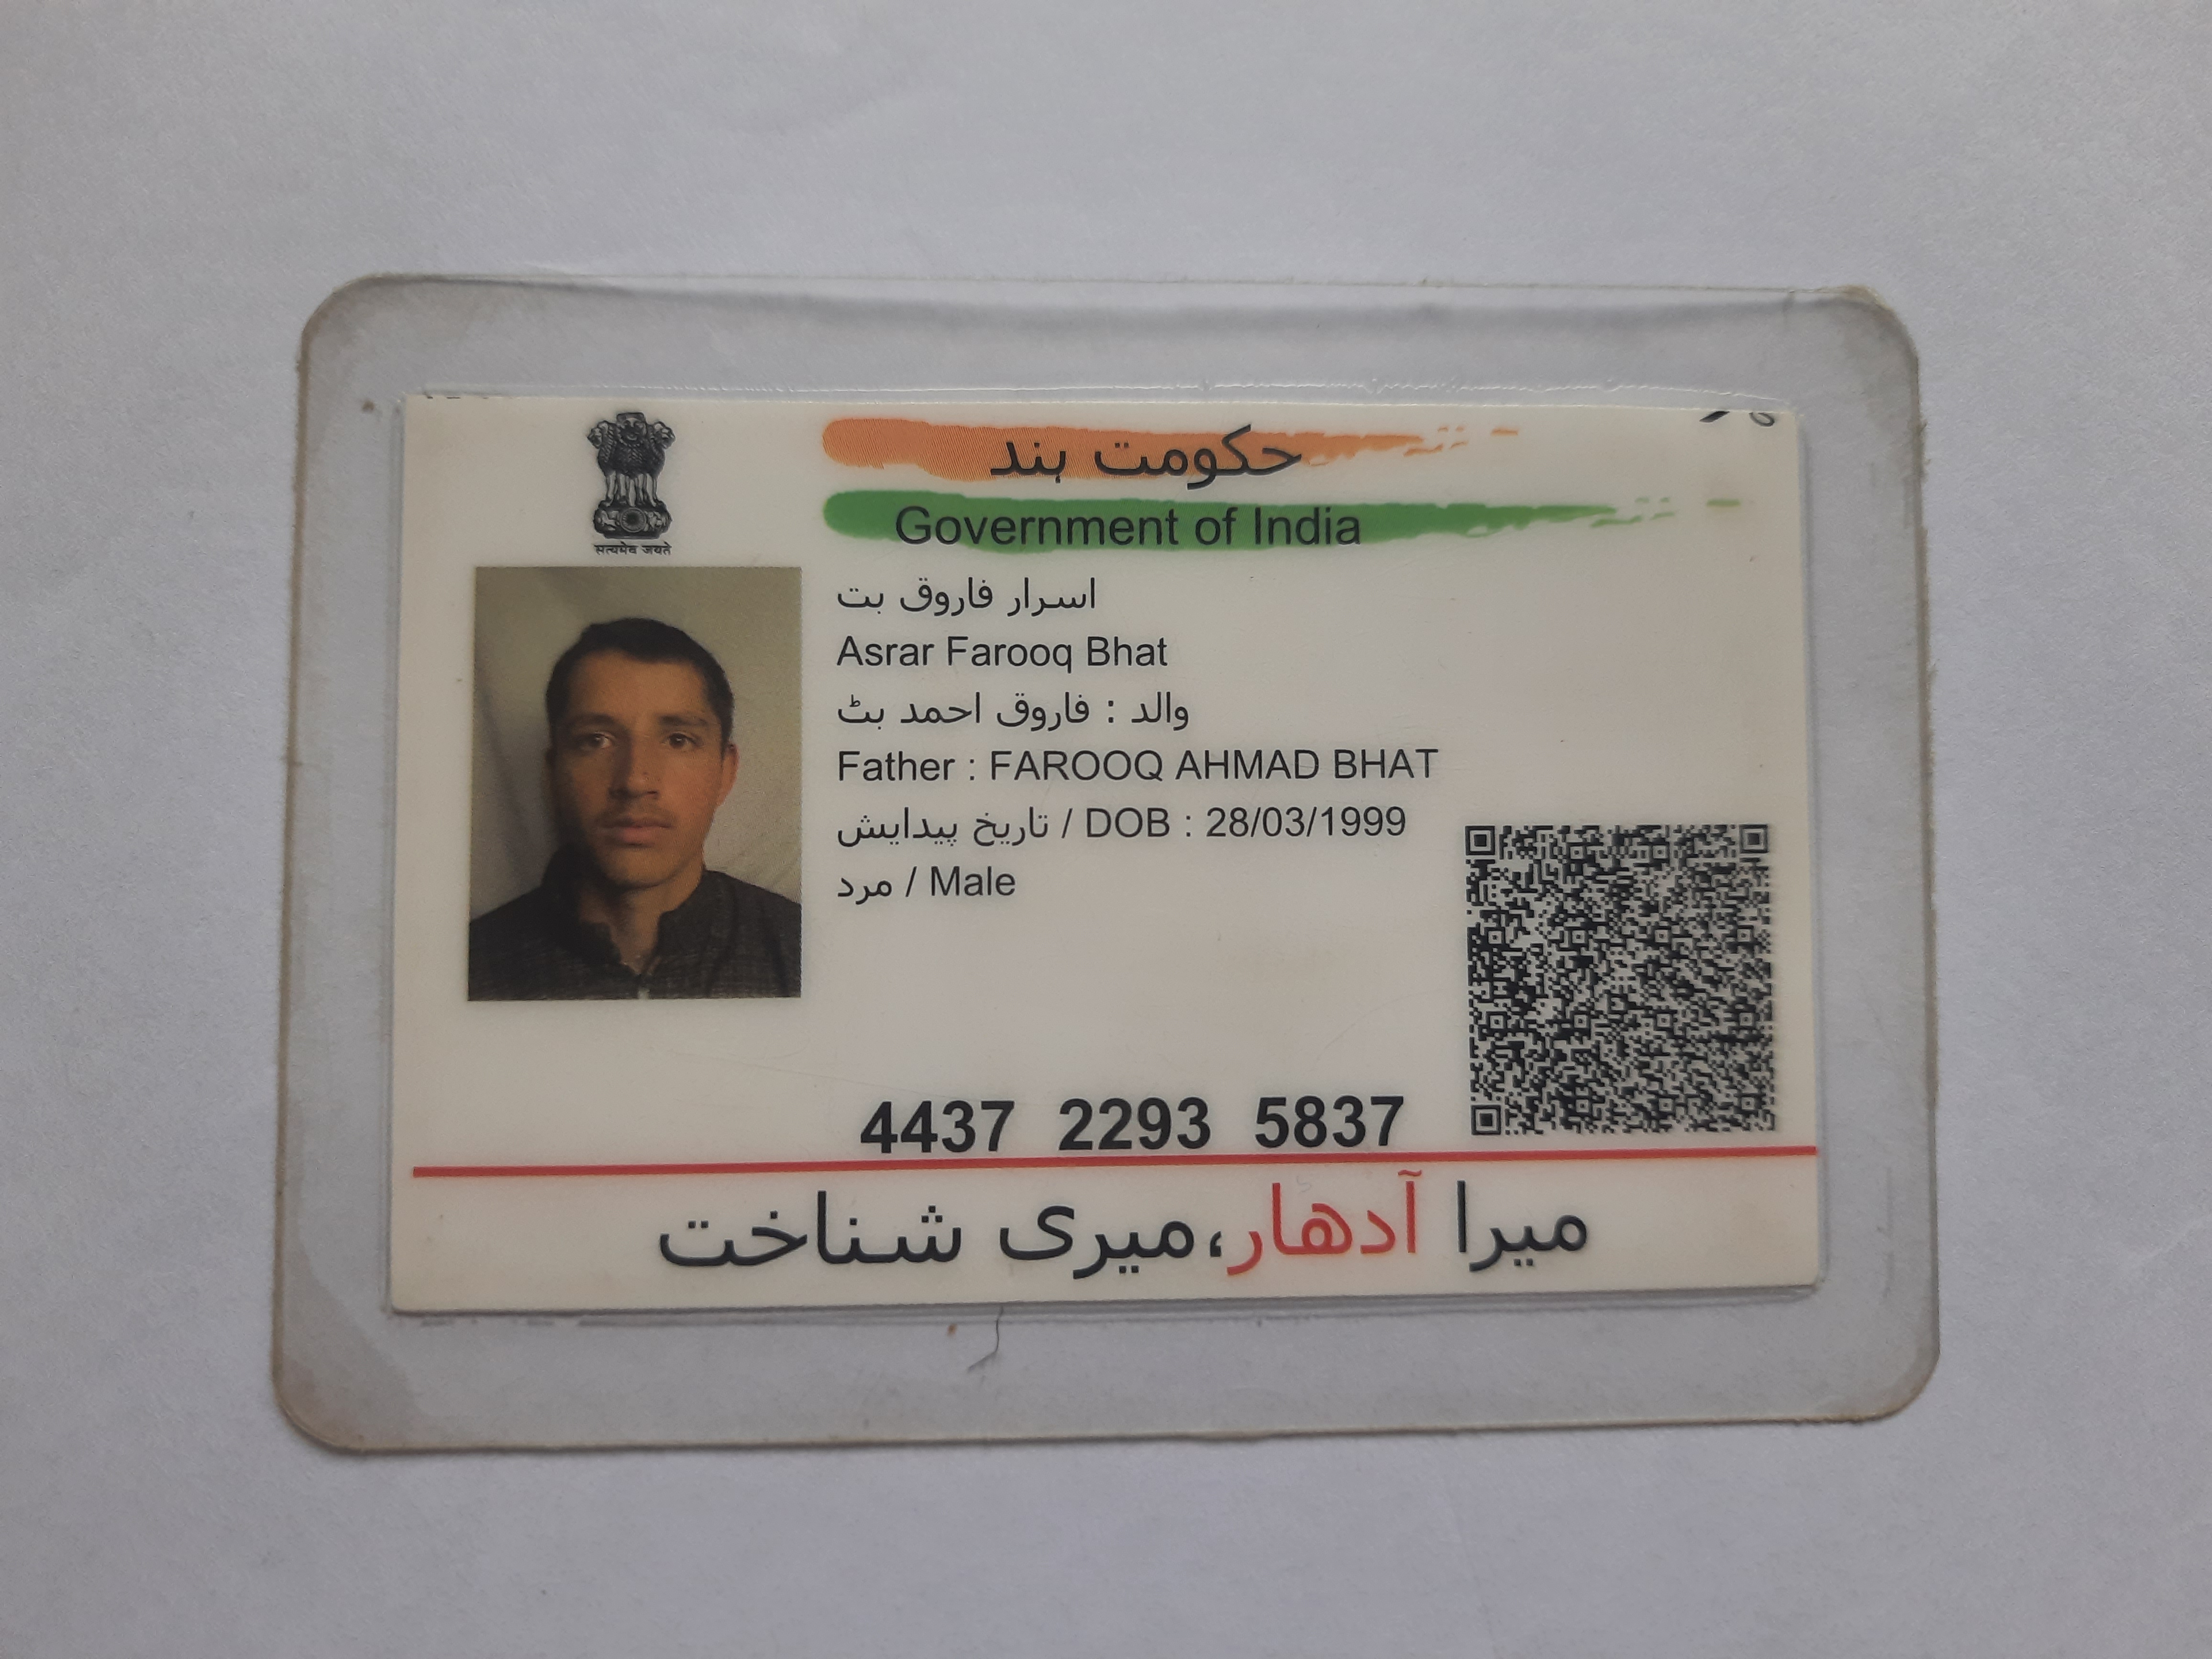 حکومت ہند
Government of India
सत्यमेव जयते
اسرار فاروق بت
Asrar Farooq Bhat
والد : فاروق احمد بٹ
Father : FAROOQ AHMAD BHAT
تاریخ پیدایش / DOB : 28/03/1999
مرد / Male
4437 2293 5837
میرا آدھار،میری شناخت